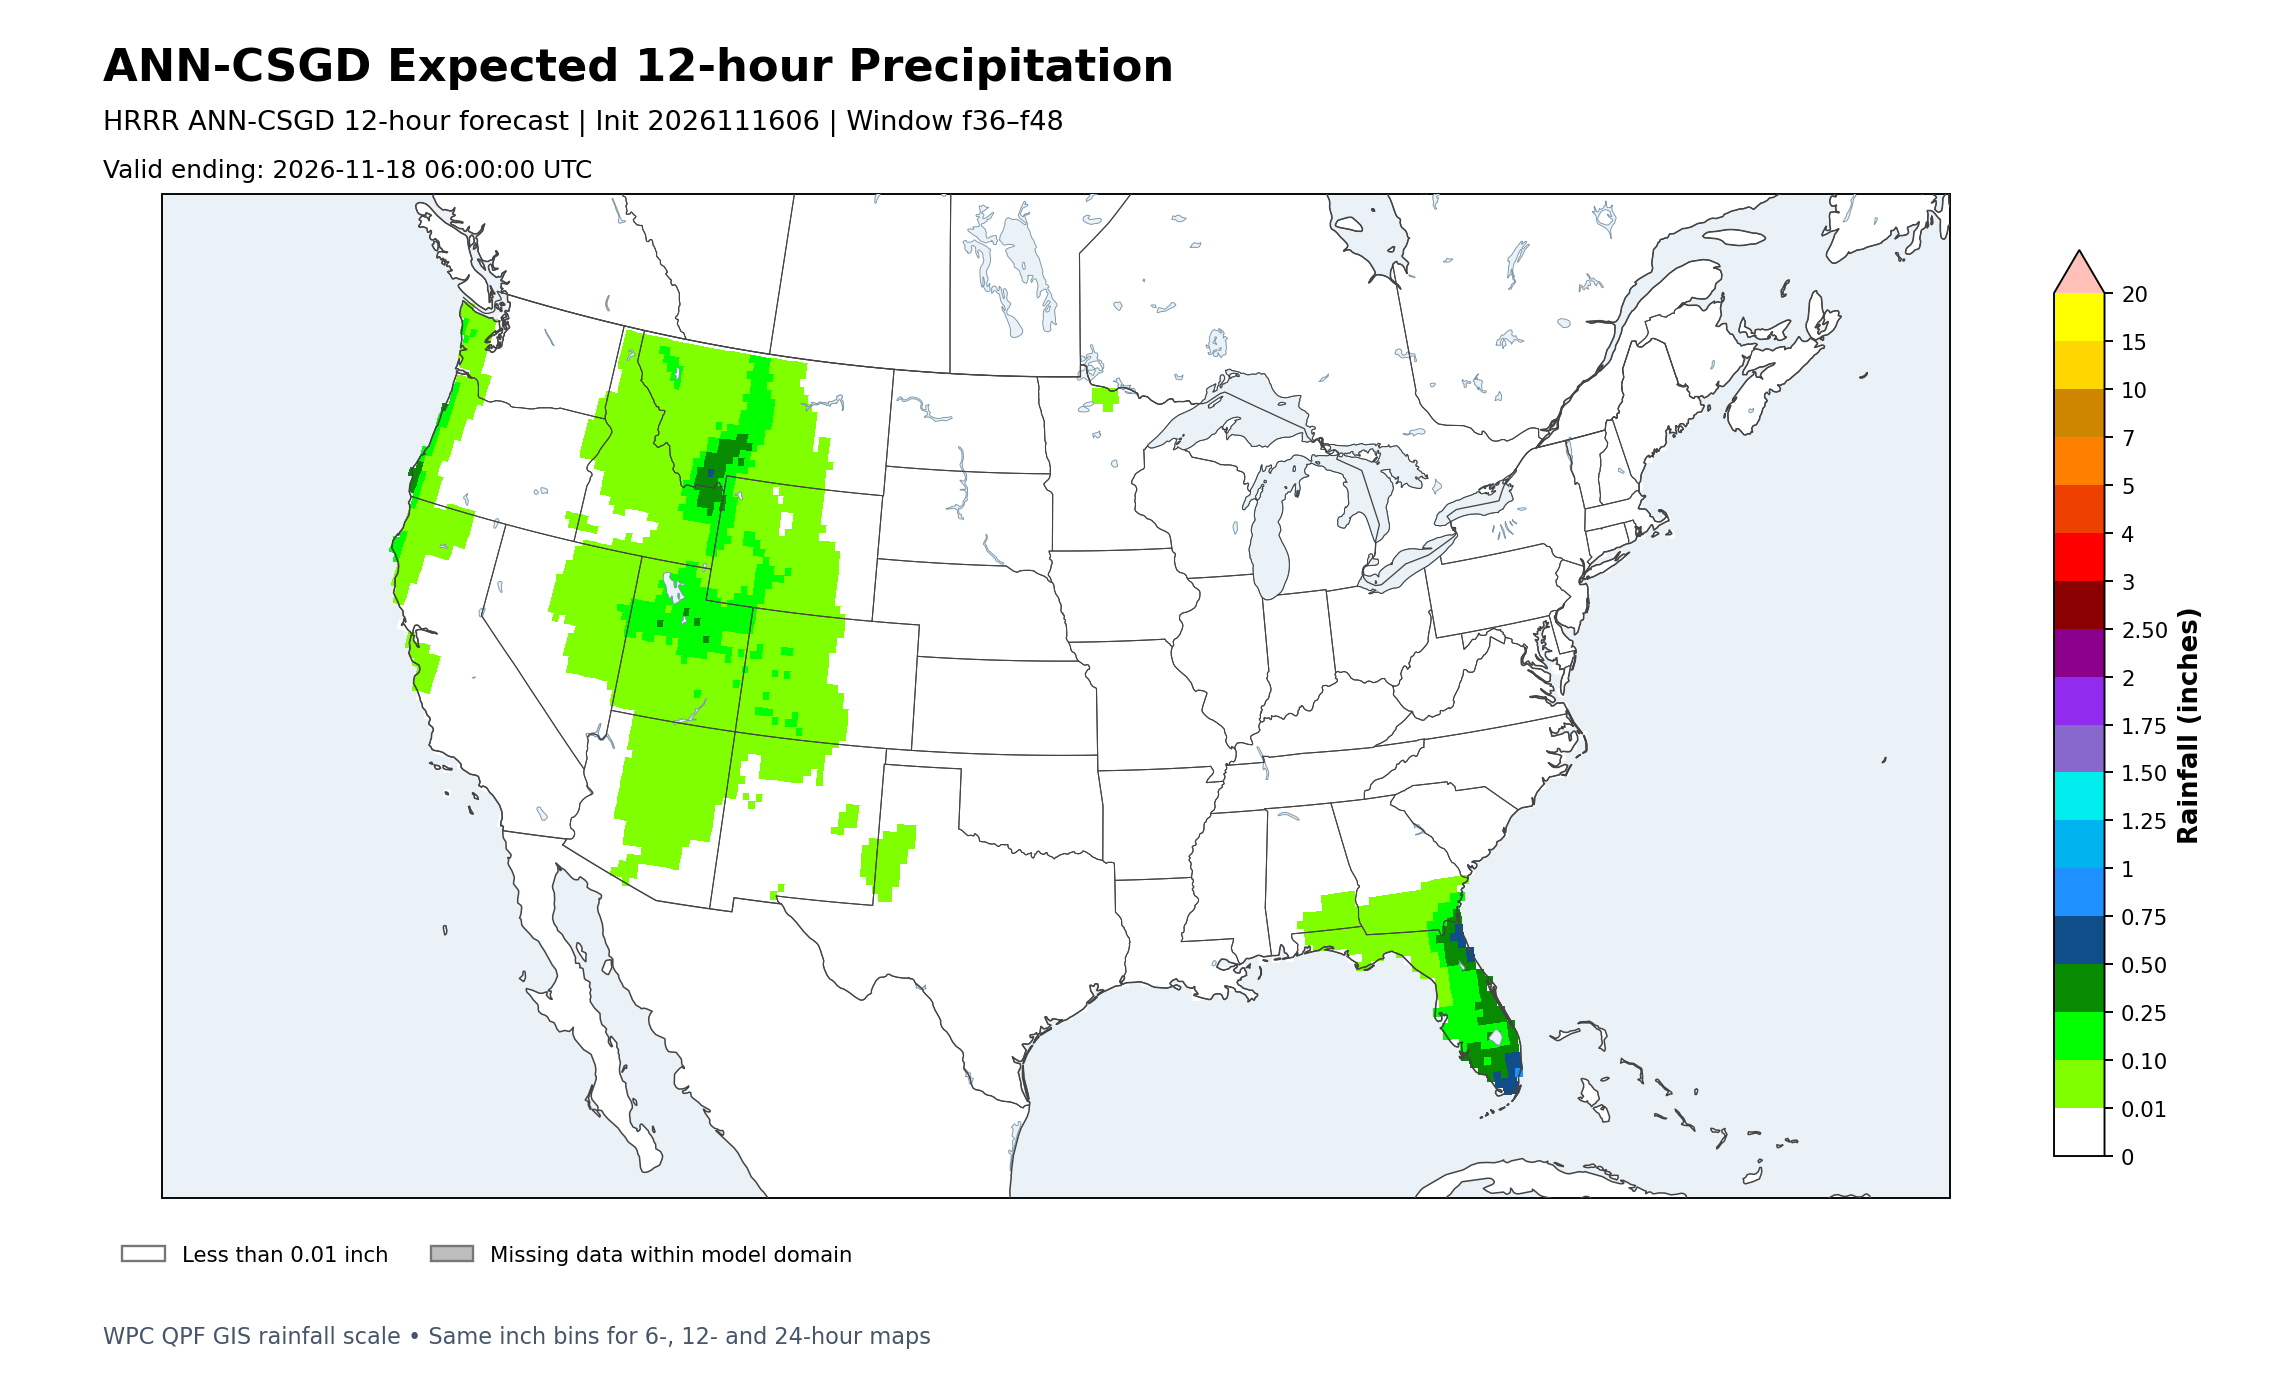 ANN-CSGD Expected 12-hour Precipitation
HRRR ANN-CSGD 12-hour forecast | Init 2026111606 | Window f36–f48
Valid ending: 2026-11-18 06:00:00 UTC
20
15
10
7
5
4
3
2.50
2
1.75
1.50
1.25
1
0.75
0.50
0.25
0.10
0.01
0
Rainfall (inches)
Less than 0.01 inch
Missing data within model domain
WPC QPF GIS rainfall scale • Same inch bins for 6-, 12- and 24-hour maps